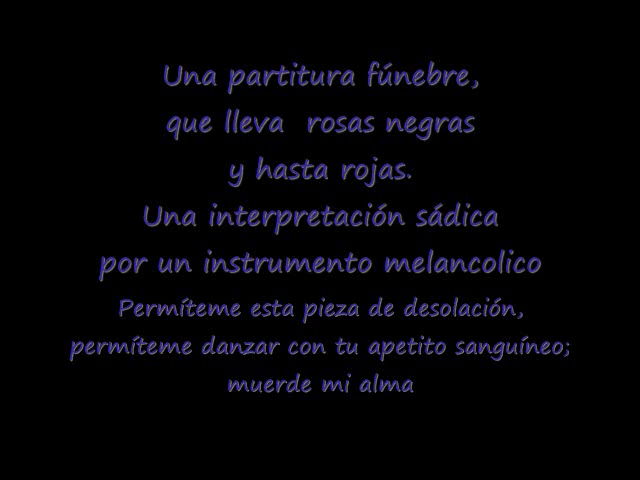 Una partitura fúnebre,
que lleva  rosas negras
y hasta rojas.
Una interpretación sádica
por un instrumento melancolico
Permíteme esta pieza de desolación,
permíteme danzar con tu apetito sanguíneo;
muerde mi alma